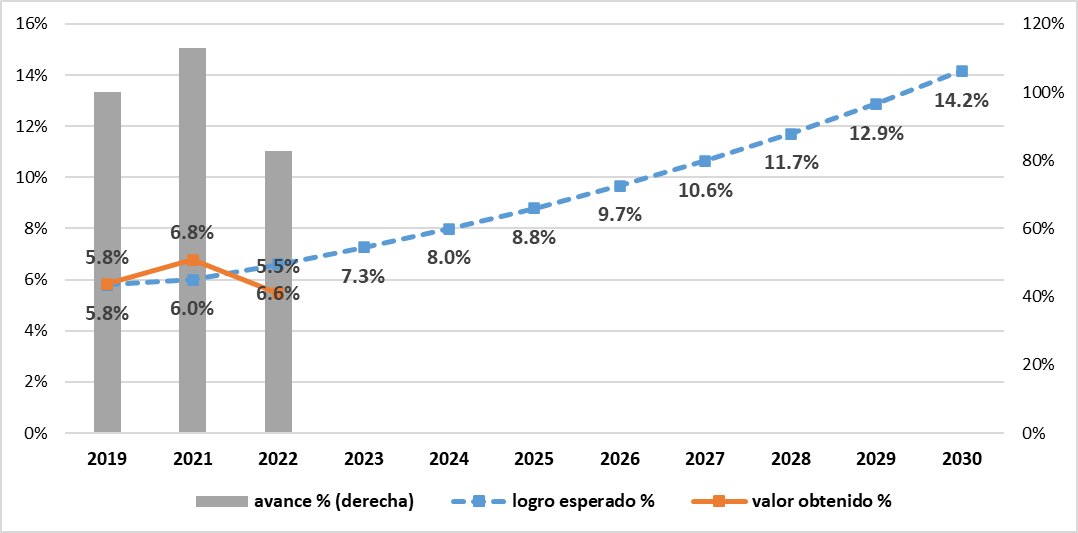 16% 120%
14% 100%
12% 80%
10% 60%
8% 40%
6% 20%
4% 0%
2%
0%
5.8% 6.8% 5.5%
5.8% 6.0% 6.6% 7.3% 8.0% 8.8% 9.7% 10.6% 11.7% 12.9% 14.2%
2019 2021 2022 2023 2024 2025 2026 2027 2028 2029 2030
avance % (derecha) logro esperado % valor obtenido %